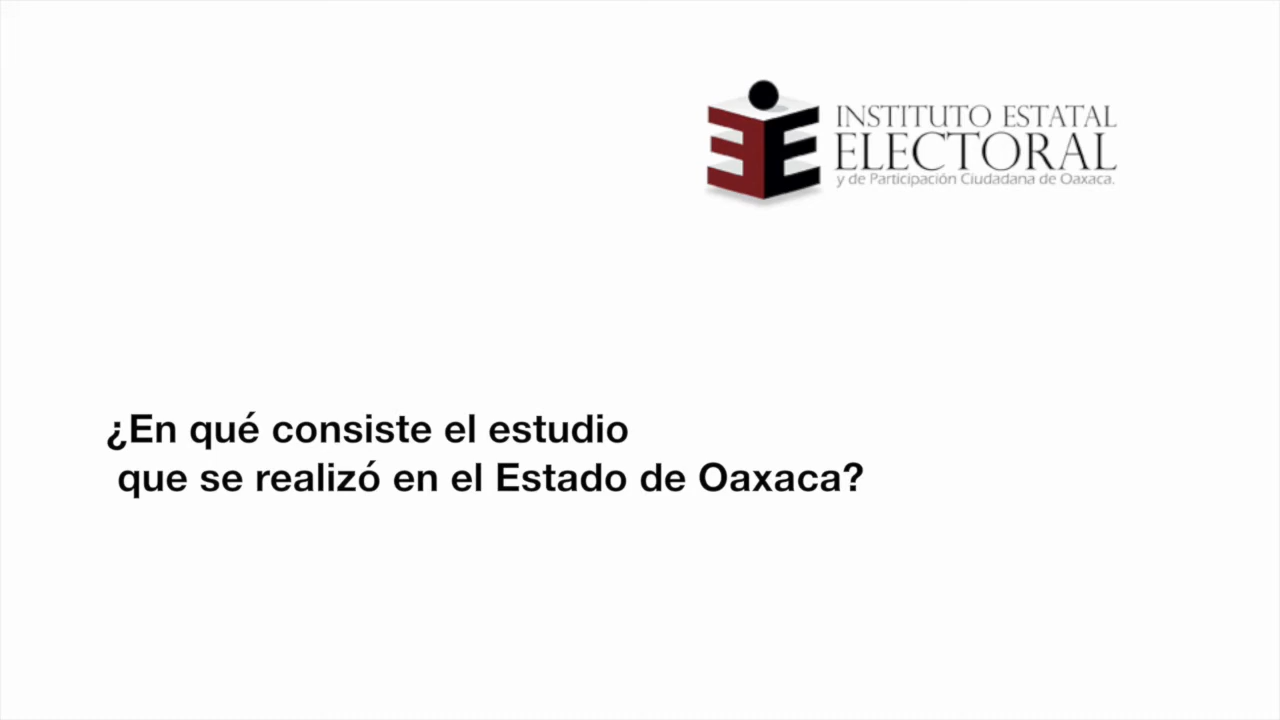 INSTITUTO ESTATAL
ELECTORAL
y de Participación Ciudadana de Oaxaca.
¿En qué consiste el estudio
que se realizó en el Estado de Oaxaca?